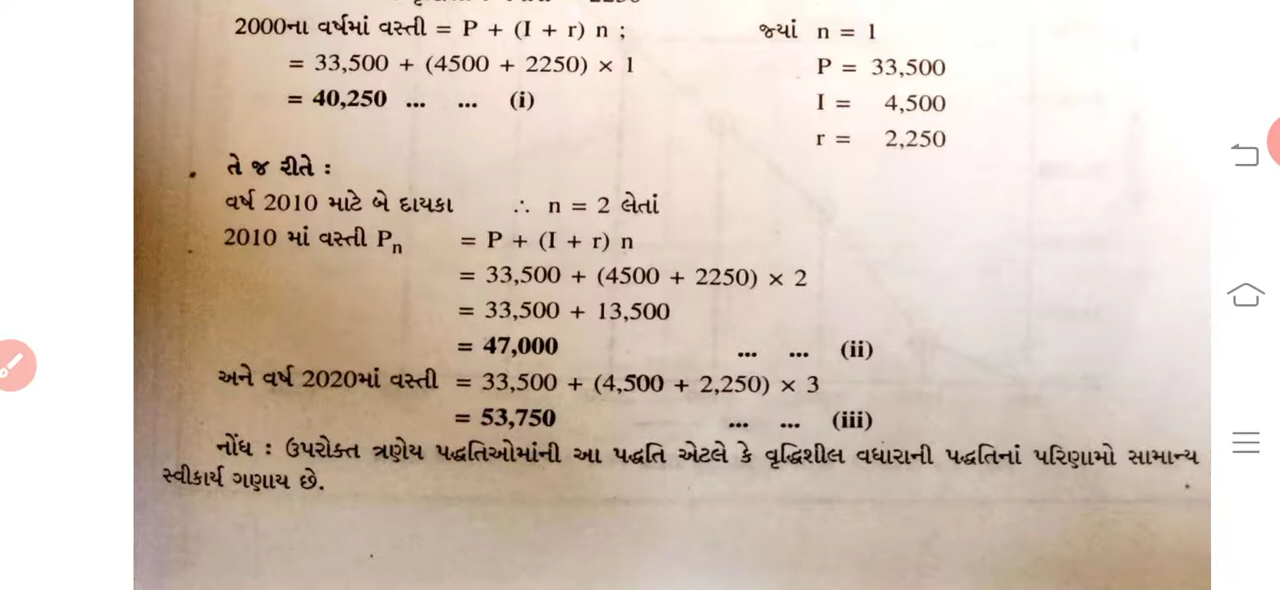 2000ના વર્ષમાં વસ્તી = P + (I + r) n ; જ્યાં n = 1
= 33,500 + (4500 + 2250) × 1 P = 33,500
= 40,250 ... ... (i) I = 4,500
r = 2,250
તે જ રીતે :
વર્ષ 2010 માટે બે દાયકા ∴ n = 2 લેતાં
2010 માં વસ્તી Pn = P + (I + r) n
= 33,500 + (4500 + 2250) × 2
= 33,500 + 13,500
= 47,000 ... ... (ii)
અને વર્ષ 2020માં વસ્તી = 33,500 + (4,500 + 2,250) × 3
= 53,750 ... ... (iii)
નોંધ : ઉપરોક્ત ત્રણેય પદ્ધતિઓમાંની આ પદ્ધતિ એટલે કે વૃદ્ધિશીલ વધારાની પદ્ધતિનાં પરિણામો સામાન્ય
સ્વીકાર્ય ગણાય છે.